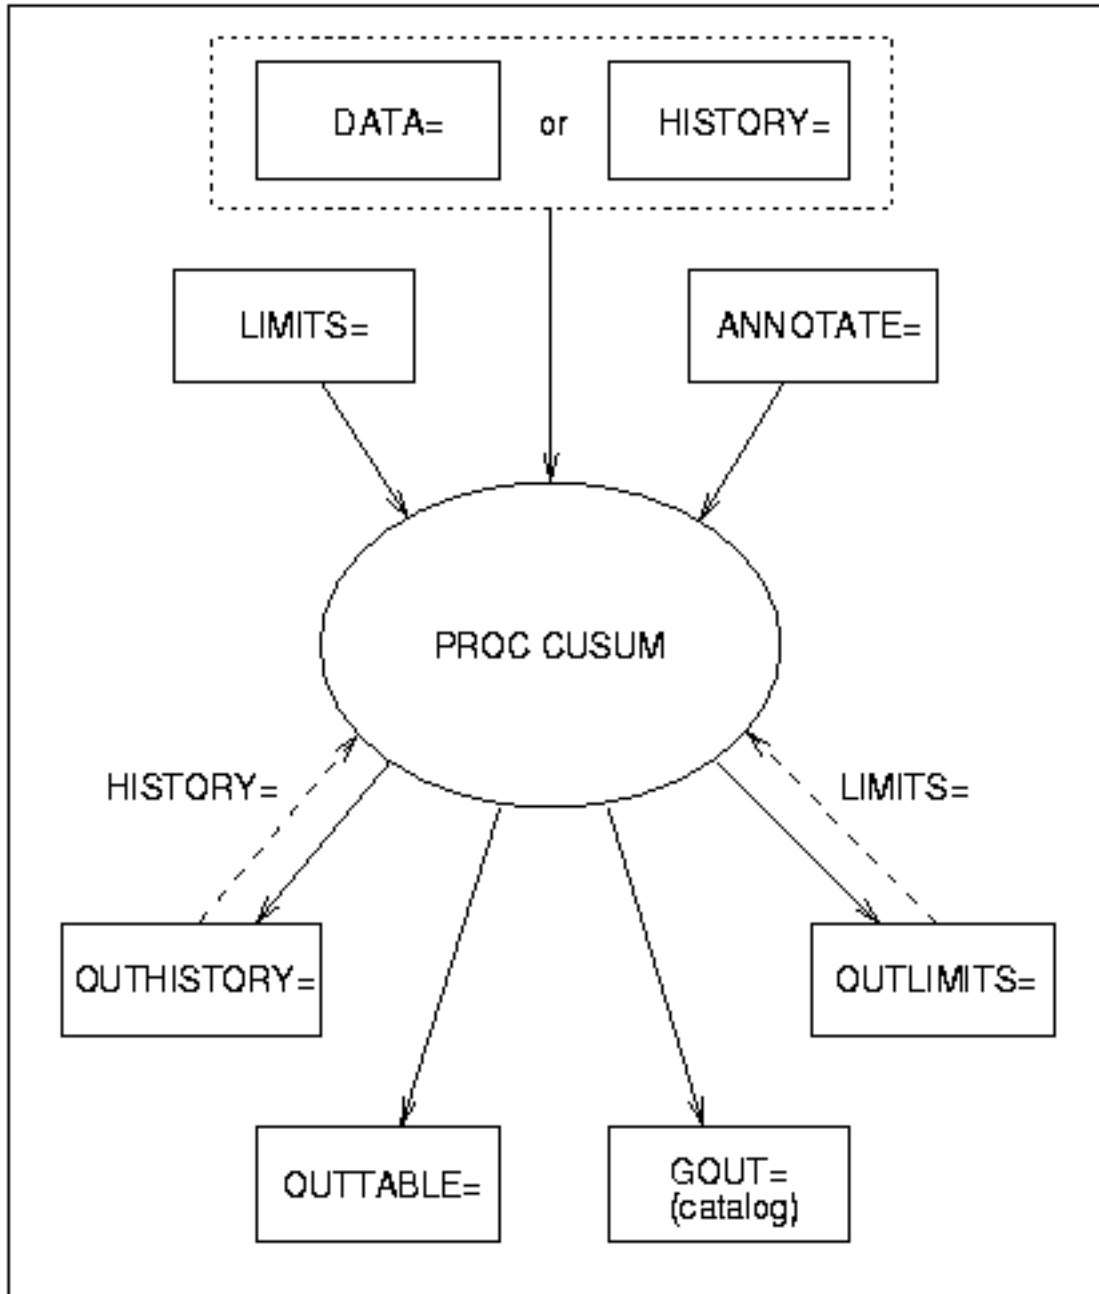 DATA= or HISTORY=
LIMITS=
ANNOTATE=
PROC CUSUM
HISTORY=
LIMITS=
OUTHISTORY=
OUTLIMITS=
OUTTABLE=
GOUT=
(catalog)